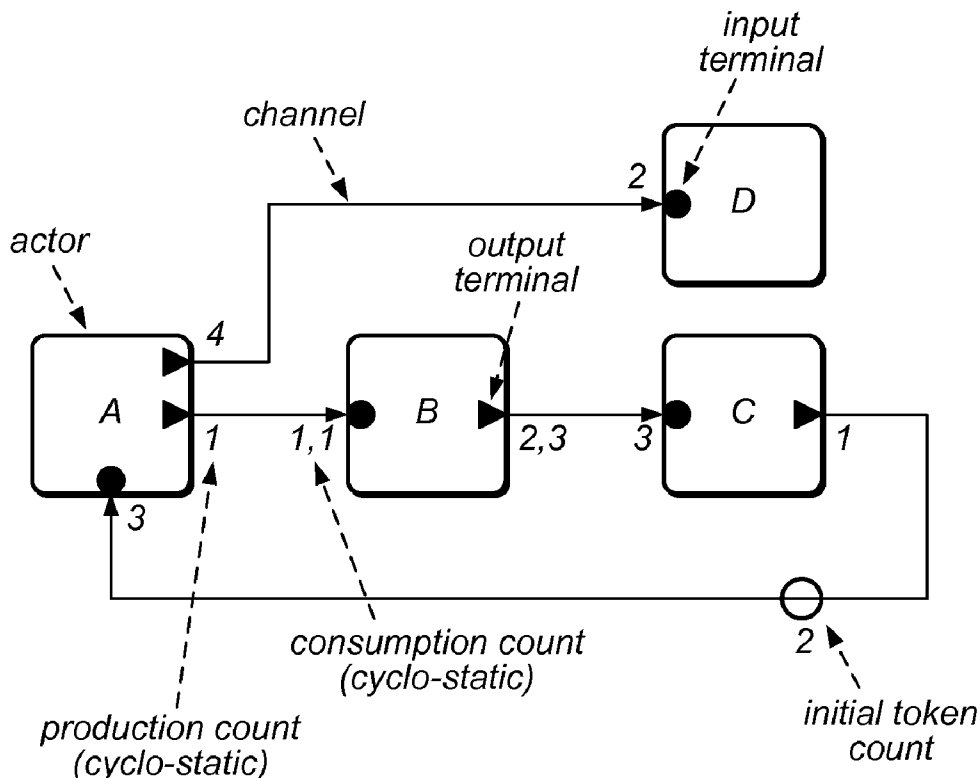 input
terminal
channel
2
D
actor
output
terminal
4
A
B
C
1
1,1
2,3
3
1
3
2
consumption count
(cyclo-static)
production count
(cyclo-static)
initial token
count